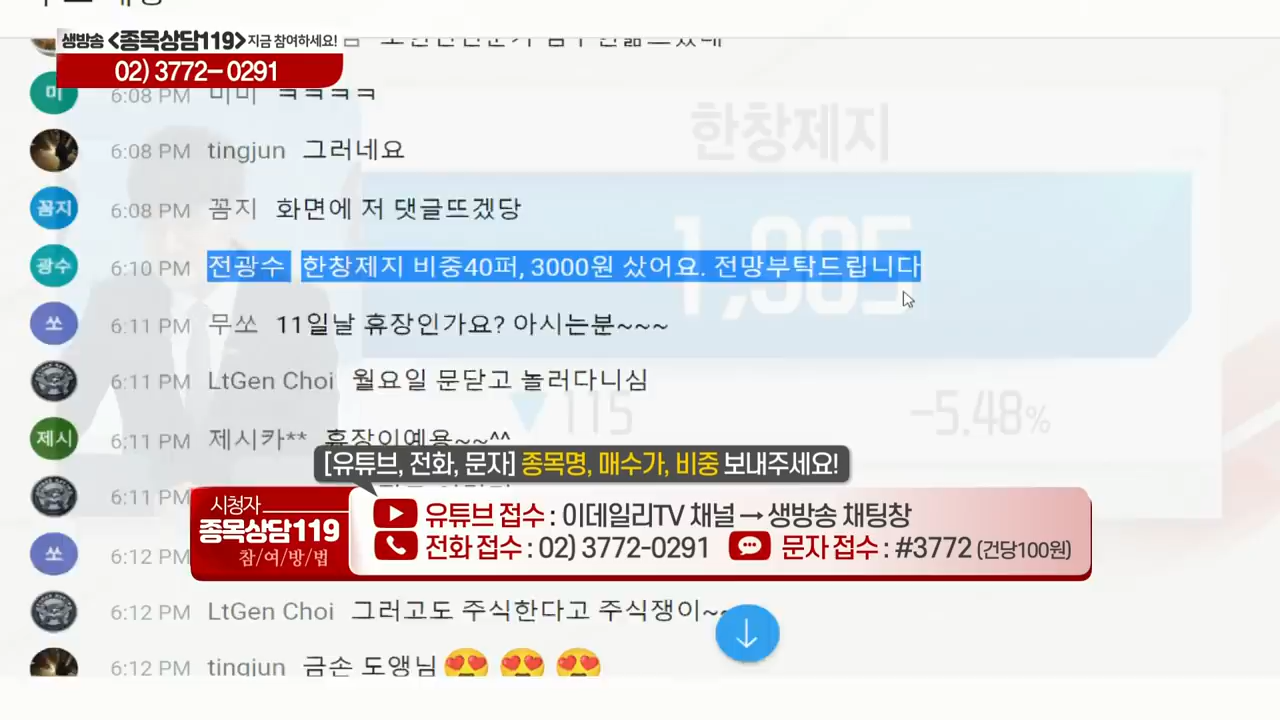 생방송 <종목상담119> 지금 참여하세요!
02) 3772-0291
미 6:08 PM 미미 ㅋㅋㅋㅋ
6:08 PM tingjun 그러네요
꼼지 6:08 PM 꼼지 화면에 저 댓글뜨겠당
광수 6:10 PM 전광수 한창제지 비중40퍼, 3000원 샀어요. 전망부탁드립니다
쏘 6:11 PM 무쏘 11일날 휴장인가요? 아시는분~~~
6:11 PM LtGen Choi 월요일 문닫고 놀러다니심
제시 6:11 PM 제시카** 휴장이예용~~^^
6:11 PM
쏘 6:12 PM
6:12 PM LtGen Choi 그러고도 주식한다고 주식쟁이~~
6:12 PM tingjun 금손 도앵님😍 😍 😍
한창제지
1,985
▼ 115 -5.48%
[유튜브, 전화, 문자] 종목명, 매수가, 비중 보내주세요!
시청자
종목상담119
참/여/방/법
유튜브 접수 : 이데일리TV 채널 → 생방송 채팅창
전화 접수 : 02) 3772-0291 문자 접수 : #3772 (건당100원)